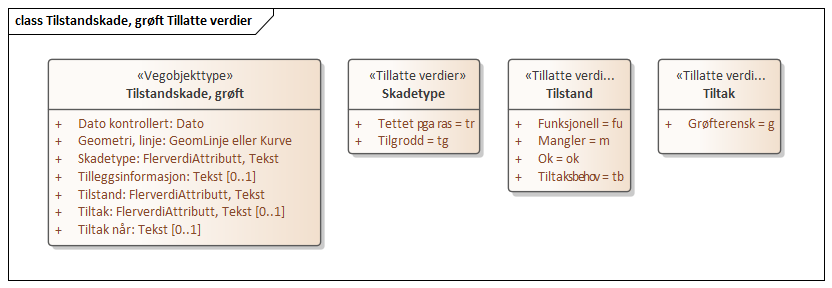 class Tilstandskade, grøft Tillatte verdier
«Vegobjekttype»
Tilstandskade, grøft
+ Dato kontrollert: Dato
+ Geometri, linje: GeomLinje eller Kurve
+ Skadetype: FlerverdiAttributt, Tekst
+ Tilleggsinformasjon: Tekst [0..1]
+ Tilstand: FlerverdiAttributt, Tekst
+ Tiltak: FlerverdiAttributt, Tekst [0..1]
+ Tiltak når: Tekst [0..1]
«Tillatte verdier»
Skadetype
+ Tettet pga ras = tr
+ Tilgrodd = tg
«Tillatte verdi...
Tilstand
+ Funksjonell = fu
+ Mangler = m
+ Ok = ok
+ Tiltaksbehov = tb
«Tillatte verdi...
Tiltak
+ Grøfterensk = g